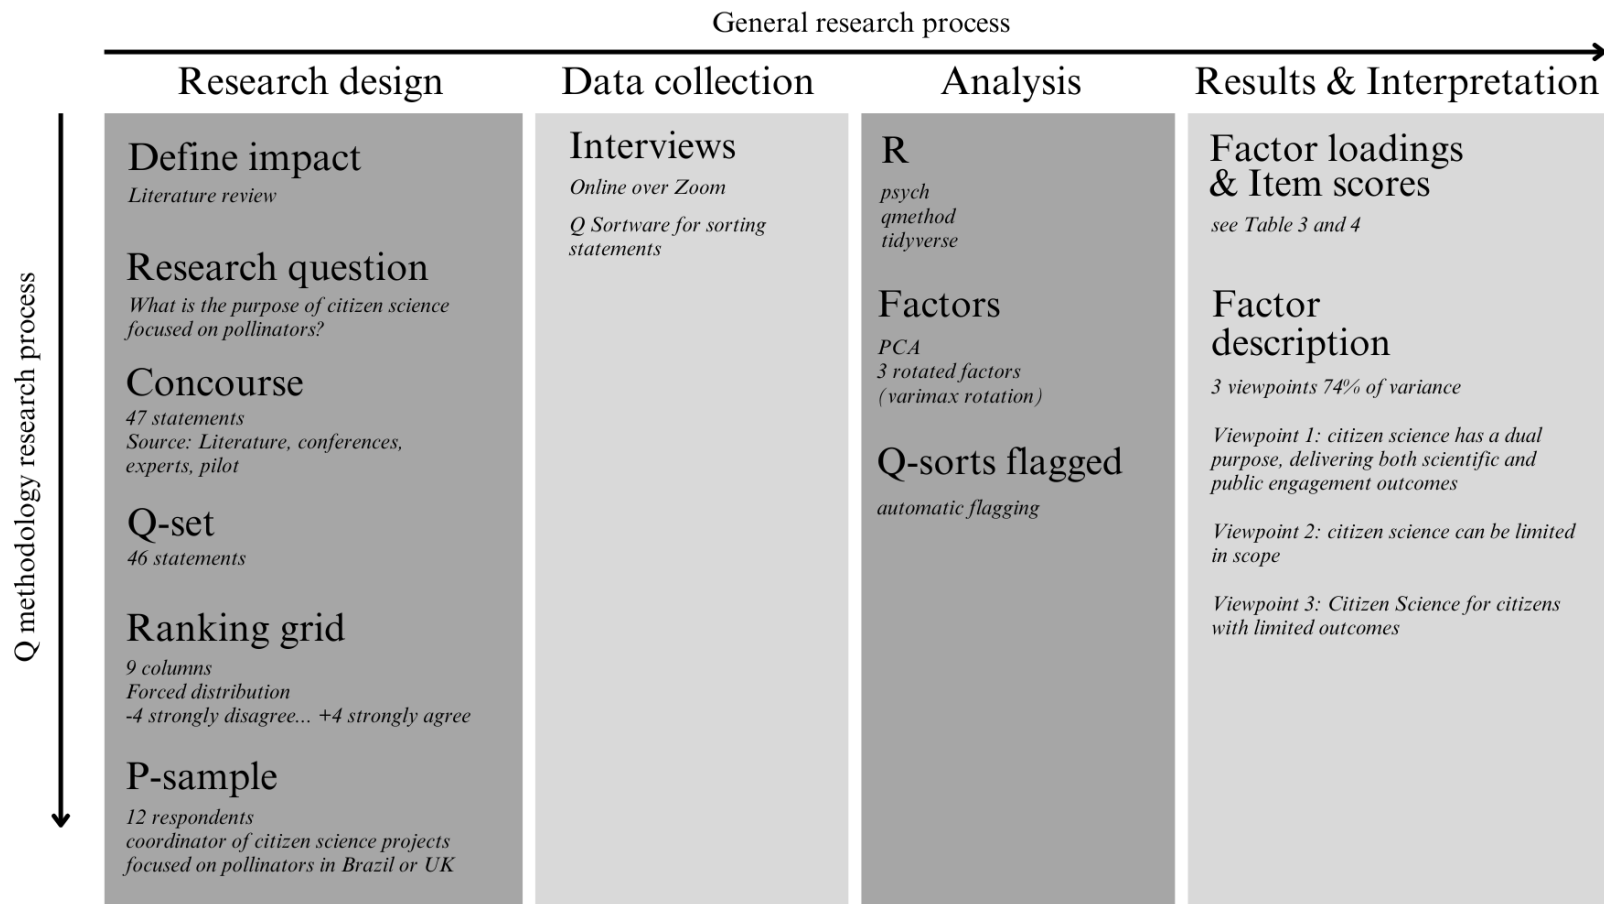 General research process
Research design
Data collection
Analysis
Results & Interpretation
Q methodology research process
Define impact
Literature review
Research question
What is the purpose of citizen science
focused on pollinators?
Concourse
47 statements
Source: Literature, conferences,
experts, pilot
Q-set
46 statements
Ranking grid
9 columns
Forced distribution
-4 strongly disagree... +4 strongly agree
P-sample
12 respondents
coordinator of citizen science projects
focused on pollinators in Brazil or UK
Interviews
Online over Zoom
Q Sortware for sorting
statements
R
psych
qmethod
tidyverse
Factors
PCA
3 rotated factors
(varimax rotation)
Q-sorts flagged
automatic flagging
Factor loadings
& Item scores
see Table 3 and 4
Factor
description
3 viewpoints 74% of variance
Viewpoint 1: citizen science has a dual
purpose, delivering both scientific and
public engagement outcomes
Viewpoint 2: citizen science can be limited
in scope
Viewpoint 3: Citizen Science for citizens
with limited outcomes